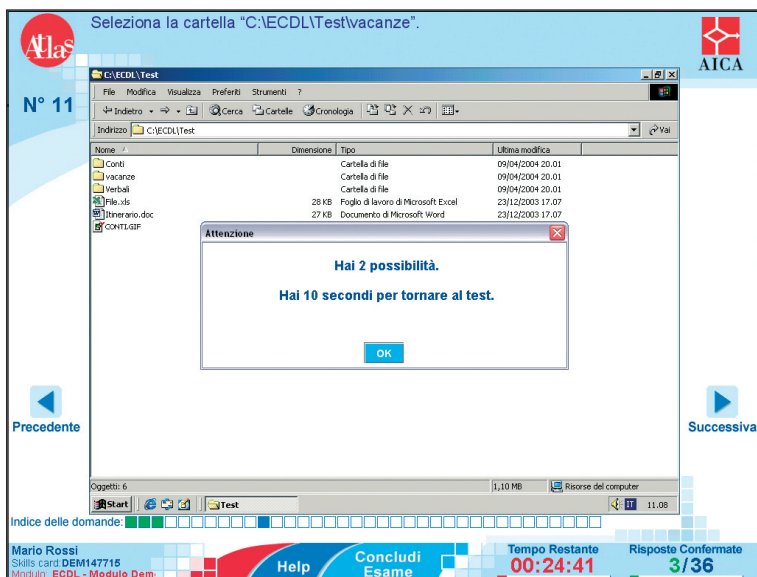 Seleziona la cartella “C:\ECDL\Test\vacanze”.
Atlas
AICA
N° 11
C:\ECDL\Test
File Modifica Visualizza Preferiti Strumenti ?
Indietro Cerca Cartelle Cronologia
Indirizzo C:\ECDL\Test Vai
Nome Dimensione Tipo Ultima modifica
Conti Cartella di file 09/04/2004 20.01
vacanze Cartella di file 09/04/2004 20.01
Verbali Cartella di file 09/04/2004 20.01
File.xls 28 KB Foglio di lavoro di Microsoft Excel 23/12/2003 17.07
Itinerario.doc 27 KB Documento di Microsoft Word 23/12/2003 17.07
CONTI.GIF
Attenzione
Hai 2 possibilità.
Hai 10 secondi per tornare al test.
OK
Precedente
Successiva
Oggetti: 6 1,10 MB Risorse del computer
Start Test IT 11.08
Indice delle domande:
Mario Rossi
Skills card: DEM147715
Modulo: ECDL - Modulo Dem
Help
Concludi
Esame
Tempo Restante
00:24:41
Risposte Confermate
3/36